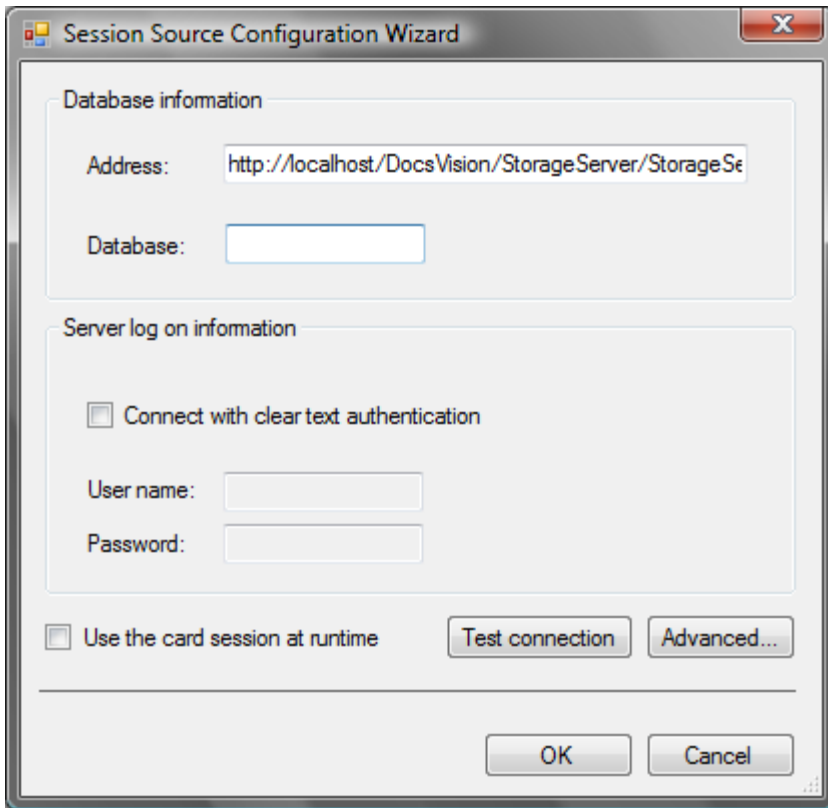 Session Source Configuration Wizard
Database information
Address: http://localhost/DocsVision/StorageServer/StorageSe
Database:
Server log on information
Connect with clear text authentication
User name:
Password:
Use the card session at runtime Test connection Advanced...
OK Cancel